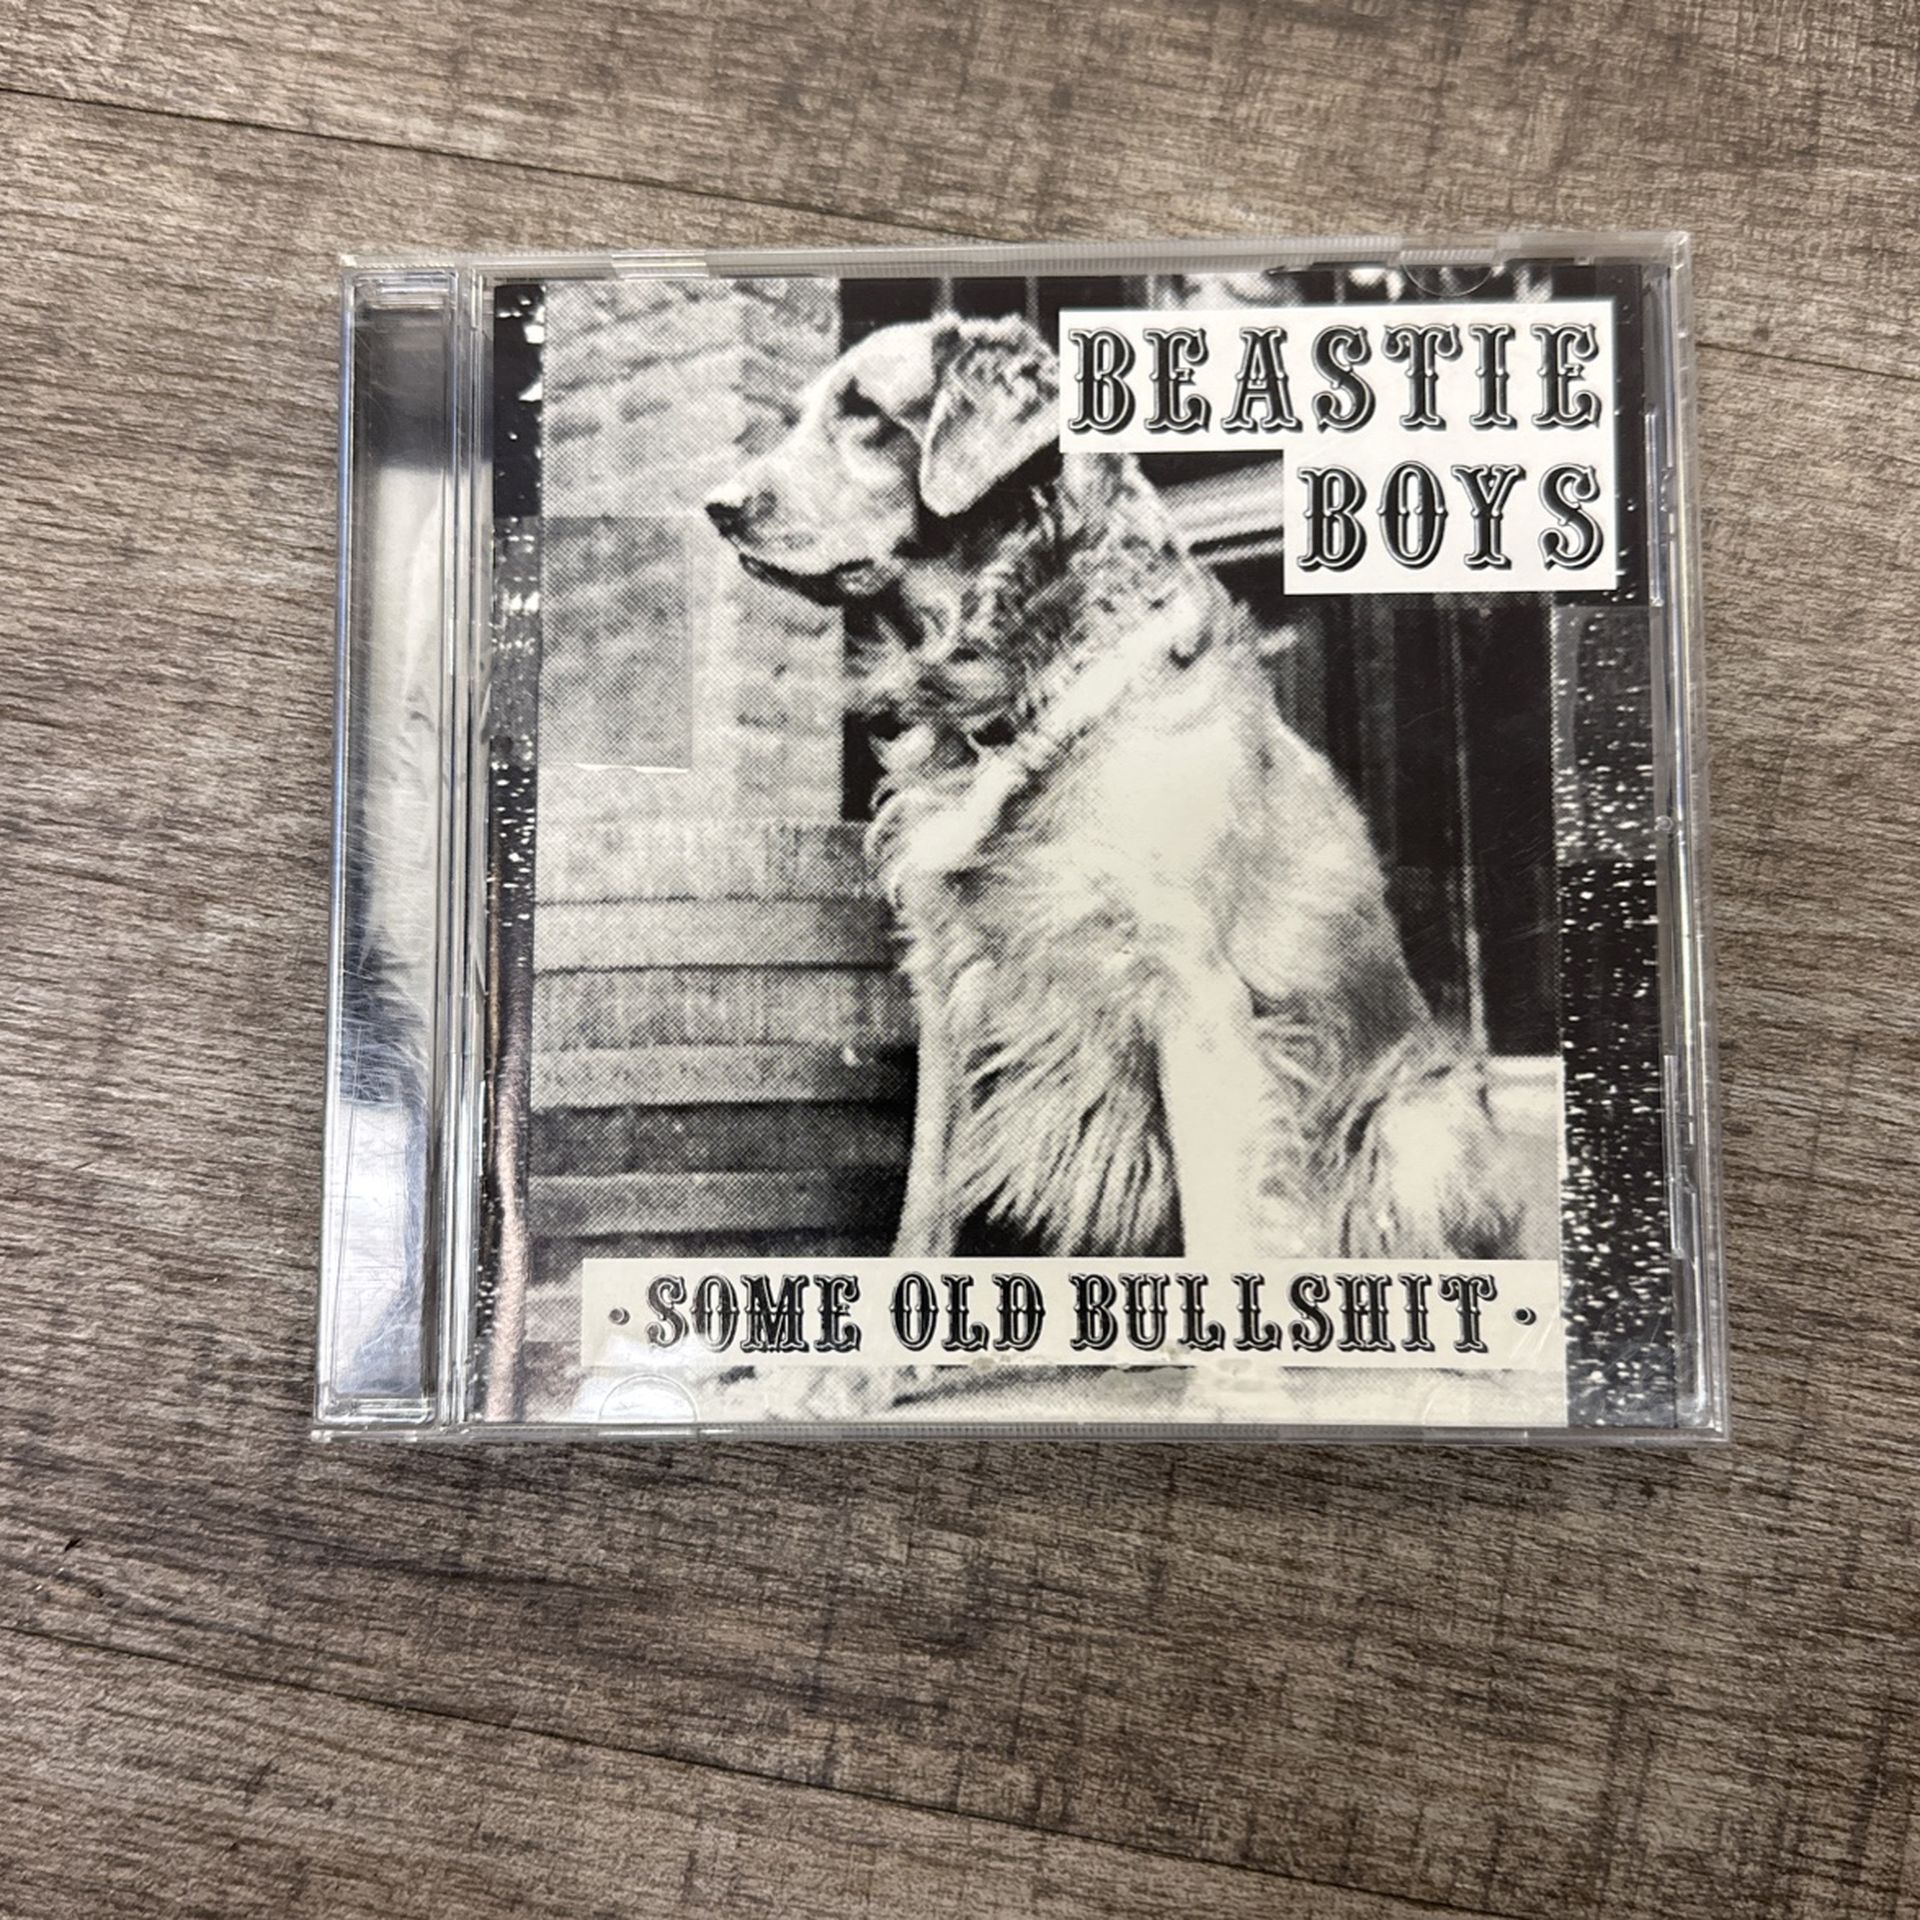 BEASTIE
BOYS
• SOME OLD BULLSHIT •